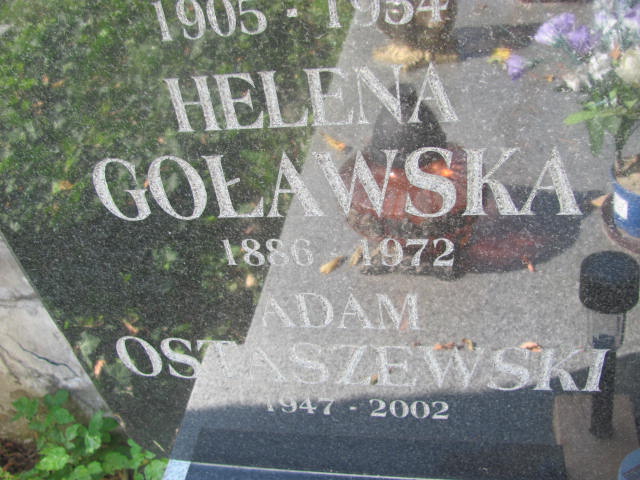 1905 - 1954
HELENA
GOŁAWSKA
1886 - 1972
ADAM
OSTASZEWSKI
1947 - 2002